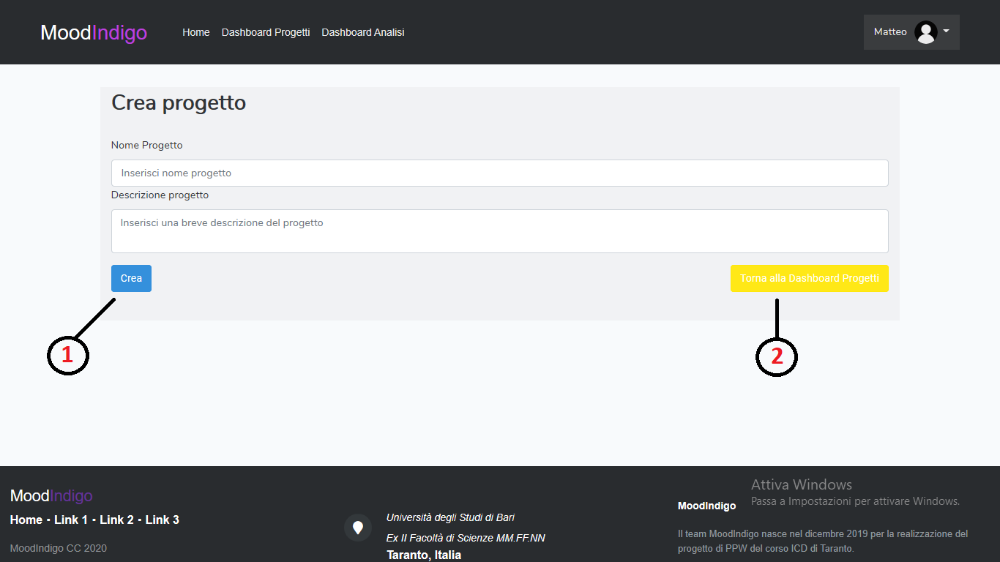 MoodIndigo Home Dashboard Progetti Dashboard Analisi Matteo
Crea progetto
Nome Progetto
Inserisci nome progetto
Descrizione progetto
Inserisci una breve descrizione del progetto
Crea Torna alla Dashboard Progetti
1 2
MoodIndigo
Home · Link 1 · Link 2 · Link 3
MoodIndigo CC 2020
Università degli Studi di Bari
Ex II Facoltà di Scienze MM.FF.NN
Taranto, Italia
Attiva Windows
Passa a Impostazioni per attivare Windows.
MoodIndigo
Il team MoodIndigo nasce nel dicembre 2019 per la realizzazione del
progetto di PPW del corso ICD di Taranto.